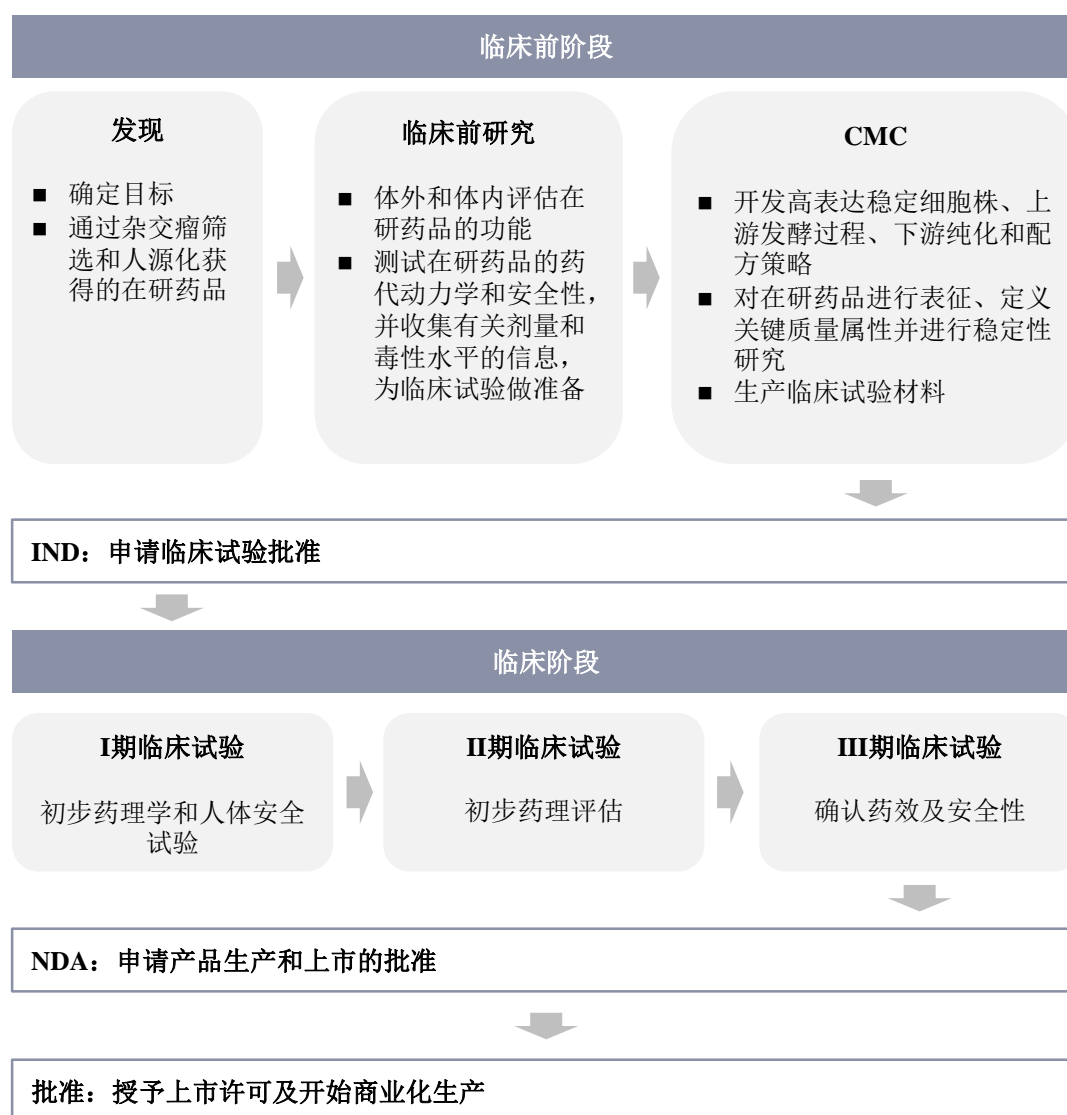 临床前阶段
发现
■ 确定目标
■ 通过杂交瘤筛
选和人源化获
得的在研药品
临床前研究
■ 体外和体内评估在
研药品的功能
■ 测试在研药品的药
代动力学和安全性，
并收集有关剂量和
毒性水平的信息，
为临床试验做准备
CMC
■ 开发高表达稳定细胞株、上
游发酵过程、下游纯化和配
方策略
■ 对在研药品进行表征、定义
关键质量属性并进行稳定性
研究
■ 生产临床试验材料
IND：申请临床试验批准
临床阶段
I期临床试验
初步药理学和人体安全
试验
II期临床试验
初步药理评估
III期临床试验
确认药效及安全性
NDA：申请产品生产和上市的批准
批准：授予上市许可及开始商业化生产